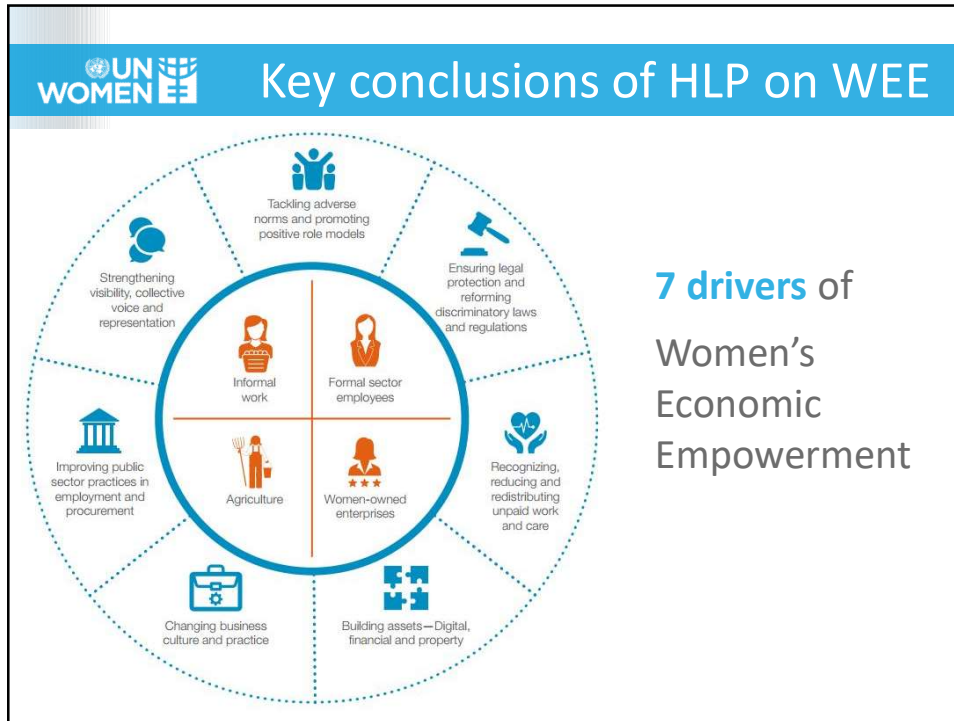 UN
WOMEN
Key conclusions of HLP on WEE
Tackling adverse
norms and promoting
positive role models
Ensuring legal
protection and
reforming
discriminatory laws
and regulations
Recognizing,
reducing and
redistributing
unpaid work
and care
Building assets—Digital,
financial and property
Changing business
culture and practice
Improving public
sector practices in
employment and
procurement
Strengthening
visibility, collective
voice and
representation
Informal
work
Formal sector
employees
Agriculture
Women-owned
enterprises
7 drivers of
Women’s
Economic
Empowerment